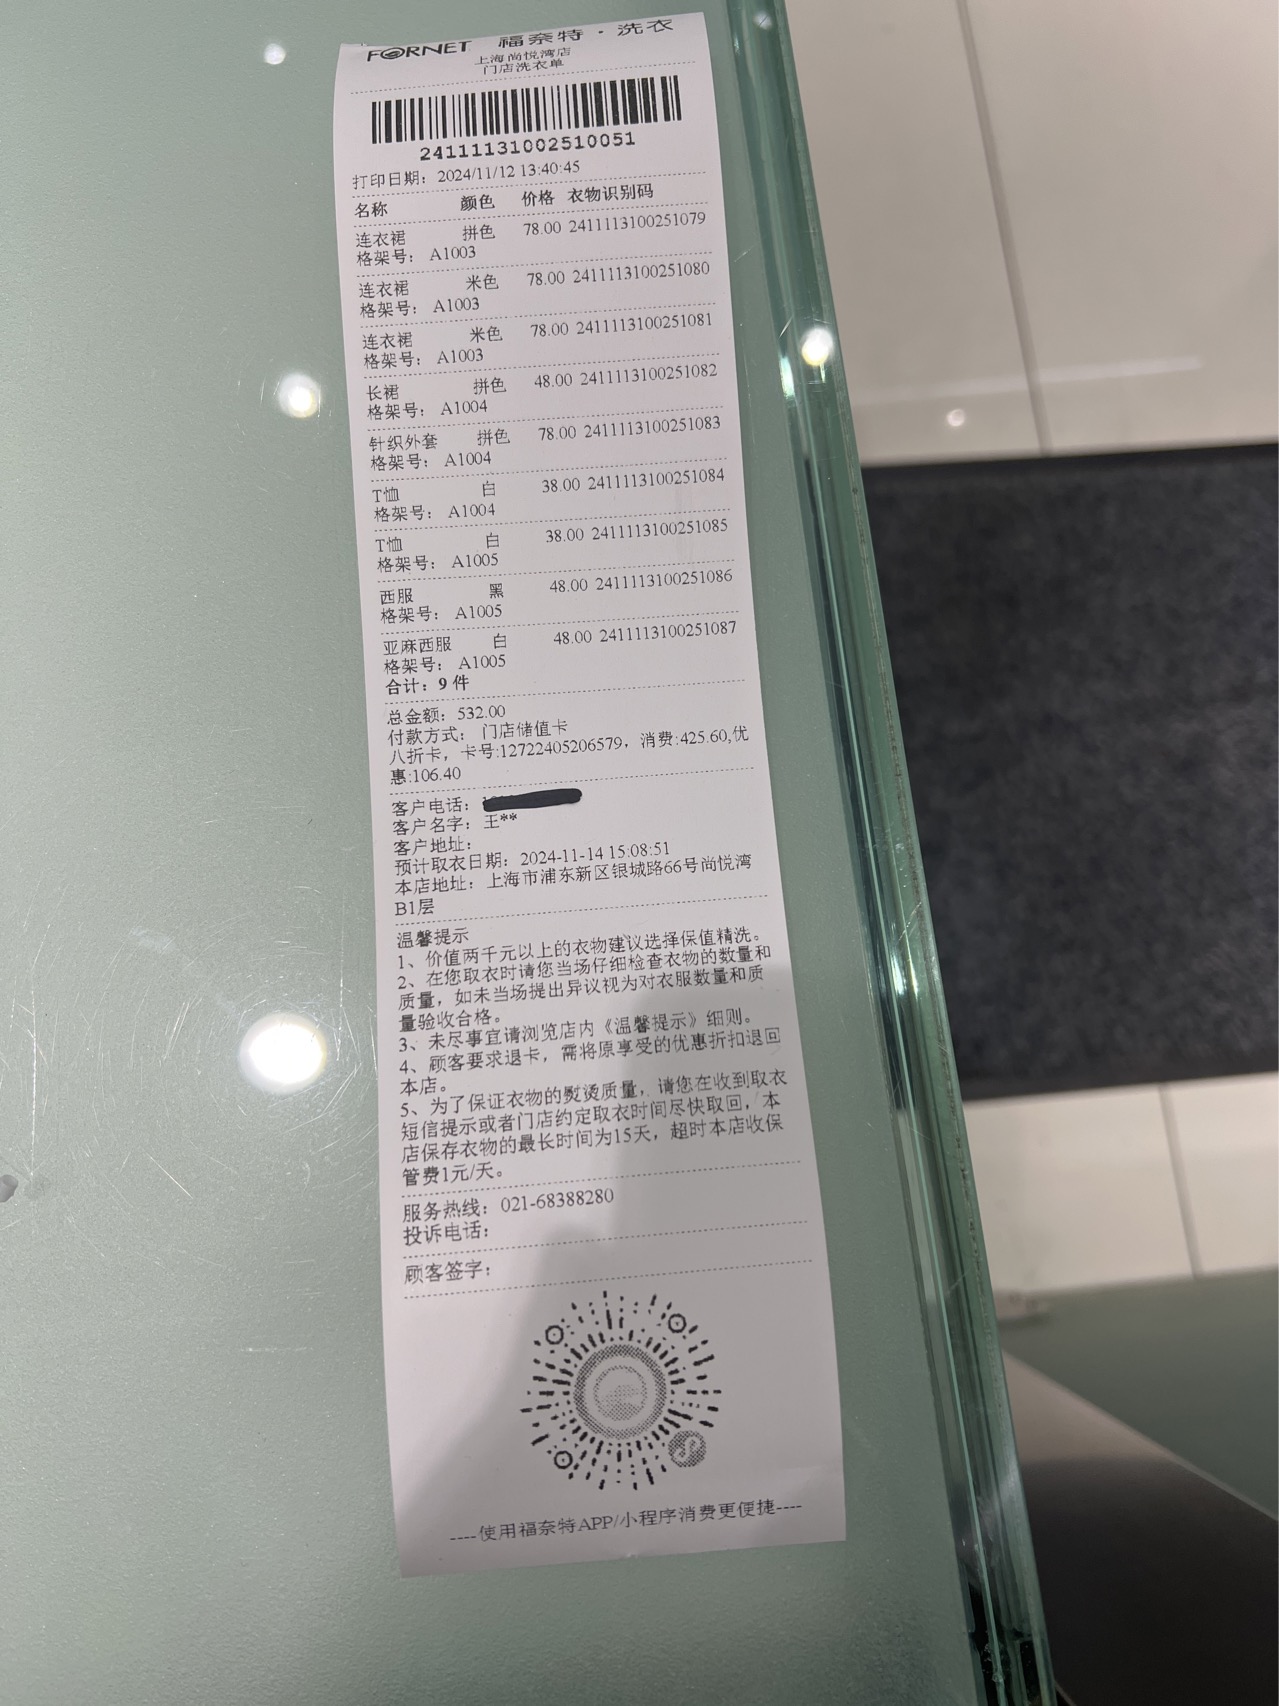 FORNET 福奈特·洗衣
上海尚悦湾店
门店洗衣单
24111131002510051
打印日期：2024/11/12 13:40:45
名称 颜色 价格 衣物识别码
连衣裙 拼色 78.00 2411113100251079
格架号： A1003
连衣裙 米色 78.00 2411113100251080
格架号： A1003
连衣裙 米色 78.00 2411113100251081
格架号： A1003
长裙 拼色 48.00 2411113100251082
格架号： A1004
针织外套 拼色 78.00 2411113100251083
格架号： A1004
T恤 白 38.00 2411113100251084
格架号： A1004
T恤 白 38.00 2411113100251085
格架号： A1005
西服 黑 48.00 2411113100251086
格架号： A1005
亚麻西服 白 48.00 2411113100251087
格架号： A1005
合计：9 件
总金额：532.00
付款方式： 门店储值卡
八折卡，卡号:12722405206579，消费:425.60,优
惠:106.40
客户电话：
客户名字：王**
客户地址：
预计取衣日期：2024-11-14 15:08:51
本店地址：上海市浦东新区银城路66号尚悦湾
B1层
温馨提示
1、价值两千元以上的衣物建议选择保值精洗。
2、在您取衣时请您当场仔细检查衣物的数量和
质量，如未当场提出异议视为对衣服数量和质
量验收合格。
3、未尽事宜请浏览店内《温馨提示》细则。
4、顾客要求退卡，需将原享受的优惠折扣退回
本店。
5、为了保证衣物的熨烫质量，请您在收到取衣
短信提示或者门店约定取衣时间尽快取回，本
店保存衣物的最长时间为15天，超时本店收保
管费1元/天。
服务热线：021-68388280
投诉电话：
顾客签字：
----使用福奈特APP/小程序消费更便捷----